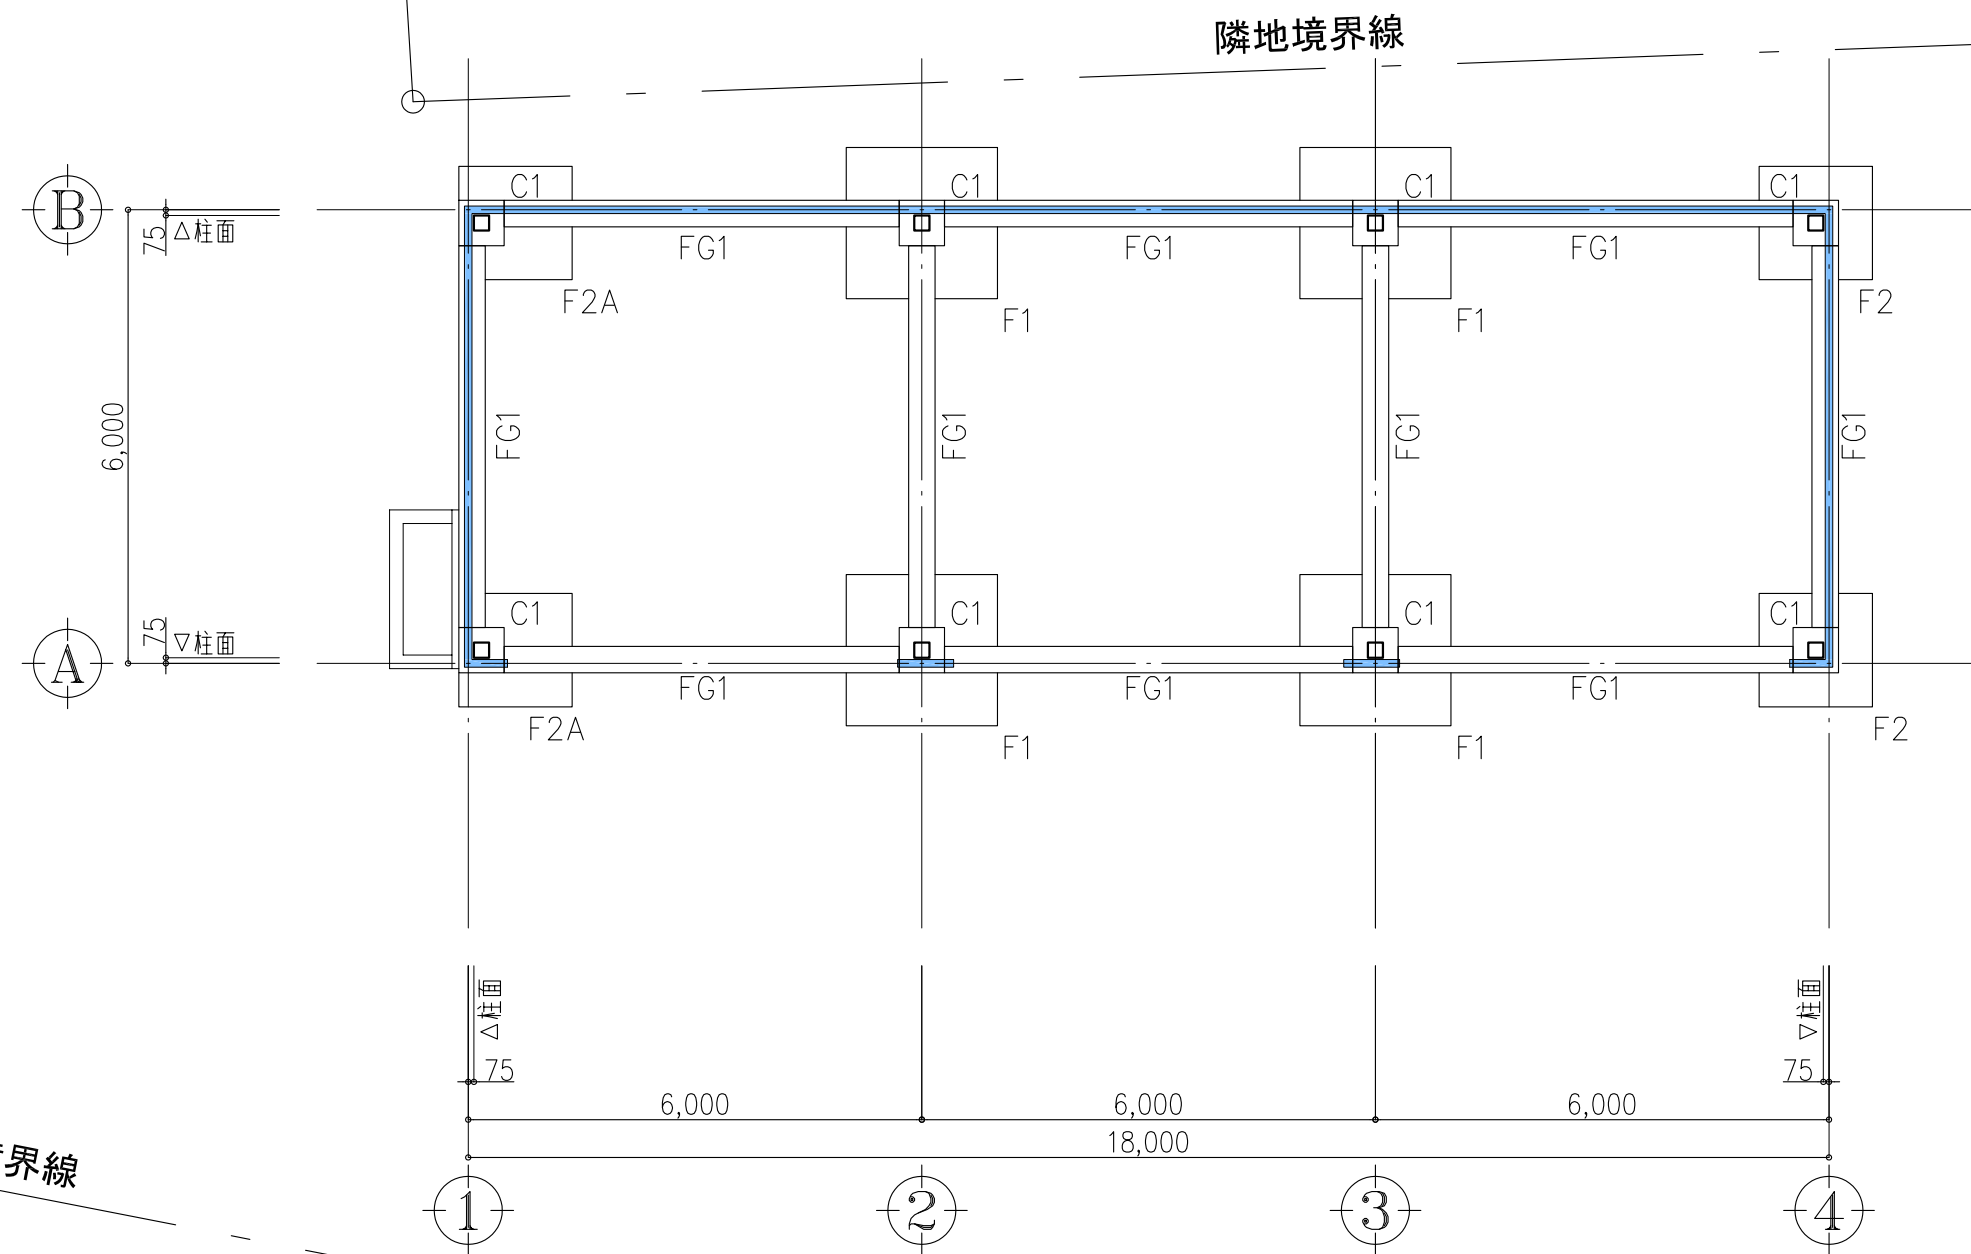 隣地境界線
C1 C1 C1 C1
B
75
△柱面
FG1 FG1 FG1
F2A F1 F1 F2
6,000
FG1 FG1 FG1 FG1
C1 C1 C1 C1
75
▽柱面
A
FG1 FG1 FG1
F2A F1 F1 F2
△柱面 ▽柱面
75 75
6,000 6,000 6,000
18,000
界線
1 2 3 4